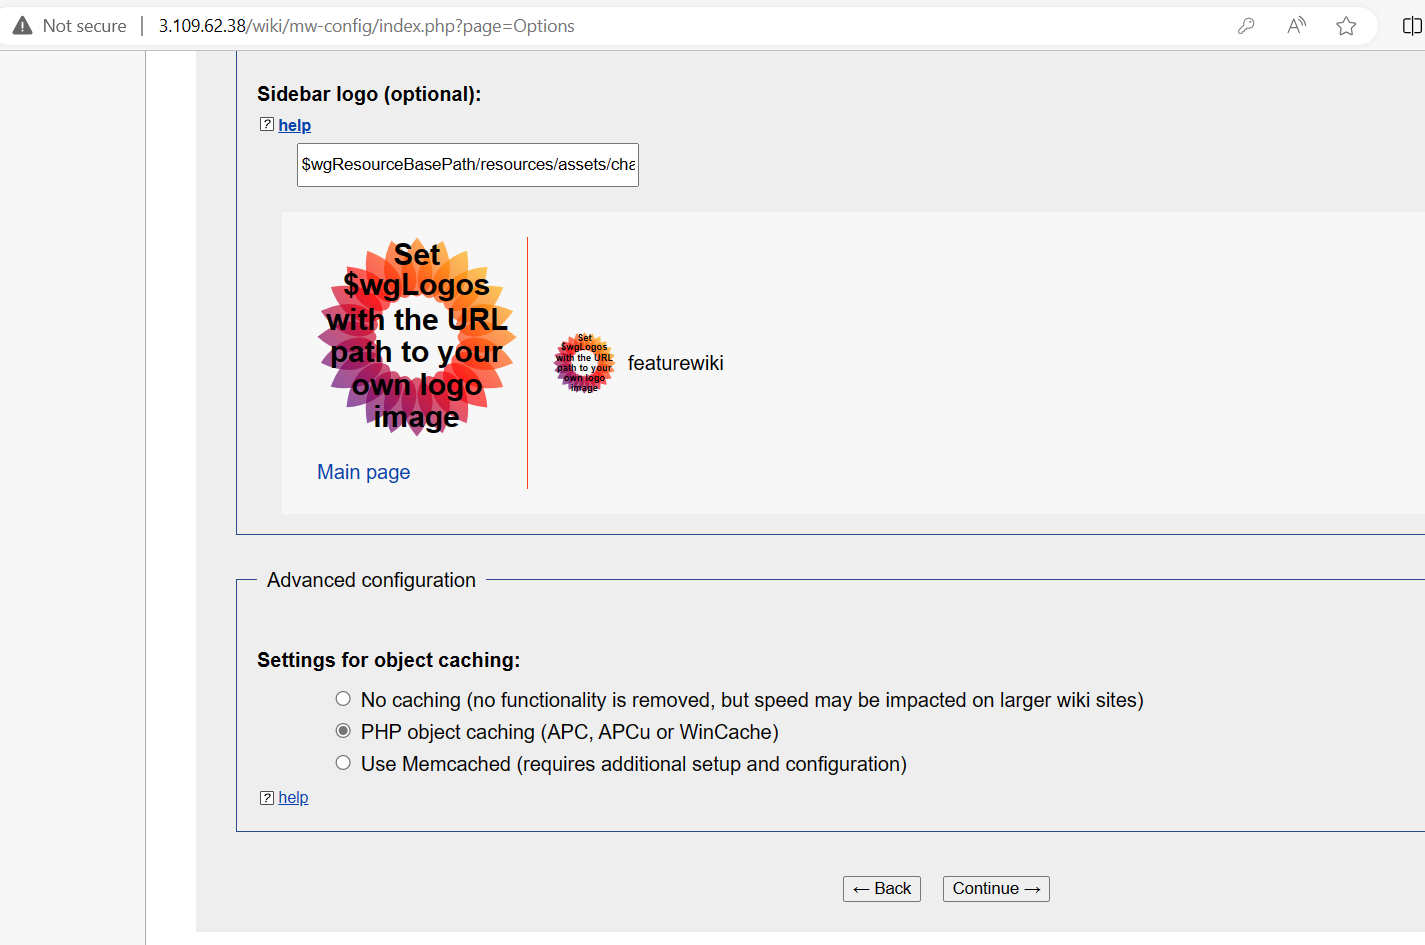 Not secure | 3.109.62.38/wiki/mw-config/index.php?page=Options
Sidebar logo (optional):
? help
$wgResourceBasePath/resources/assets/cha
Set
$wgLogos
with the URL
path to your
own logo
image
Set
$wgLogos
with the URL
path to your
own logo
image
featurewiki
Main page
Advanced configuration
Settings for object caching:
No caching (no functionality is removed, but speed may be impacted on larger wiki sites)
PHP object caching (APC, APCu or WinCache)
Use Memcached (requires additional setup and configuration)
? help
← Back
Continue →